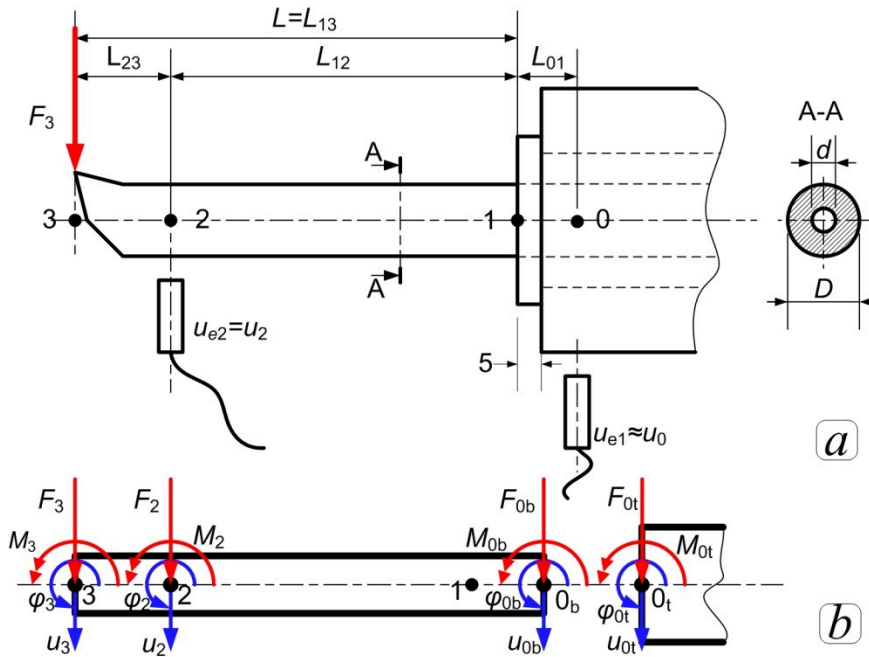 L=L13
L23
L12
L01
F3
A
A-A
d
3
2
1
0
A
D
ue2=u2
5
ue1≈u0
a
F3
F2
F0b
F0t
M3
M2
M0b
M0t
φ3
3
φ2
2
1
φ0b
0b
φ0t
0t
u3
u2
u0b
u0t
b